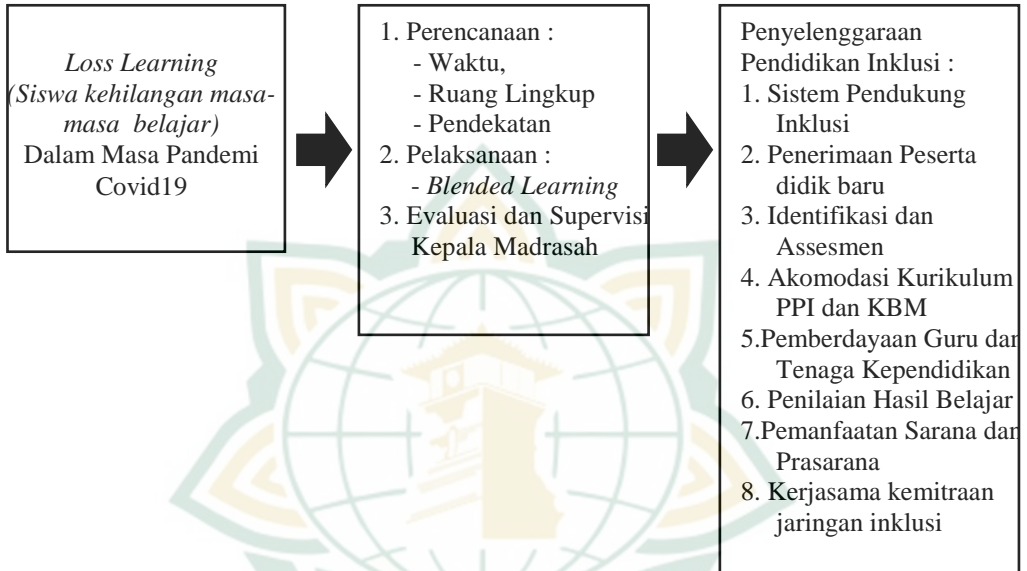 Loss Learning
(Siswa kehilangan masa-
masa belajar)
Dalam Masa Pandemi
Covid19
1. Perencanaan :
- Waktu,
- Ruang Lingkup
- Pendekatan
2. Pelaksanaan :
- Blended Learning
3. Evaluasi dan Supervisi
Kepala Madrasah
Penyelenggaraan
Pendidikan Inklusi :
1. Sistem Pendukung
Inklusi
2. Penerimaan Peserta
didik baru
3. Identifikasi dan
Assesmen
4. Akomodasi Kurikulum
PPI dan KBM
5.Pemberdayaan Guru dan
Tenaga Kependidikan
6. Penilaian Hasil Belajar
7.Pemanfaatan Sarana dan
Prasarana
8. Kerjasama kemitraan
jaringan inklusi